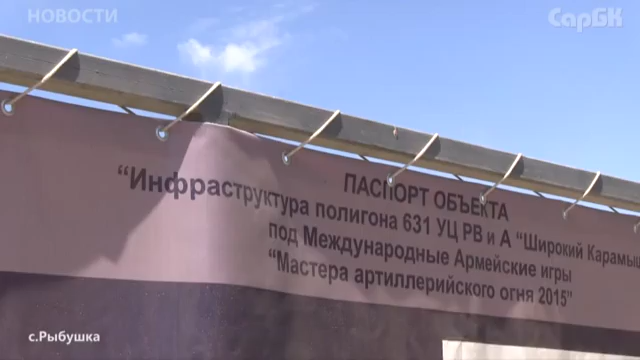 НОВОСТИ
СарБК
ПАСПОРТ ОБЪЕКТА
“Инфраструктура полигона 631 УЦ РВ и А “Широкий Карамыш
под Международные Армейские игры
“Мастера артиллерийского огня 2015”
с.Рыбушка